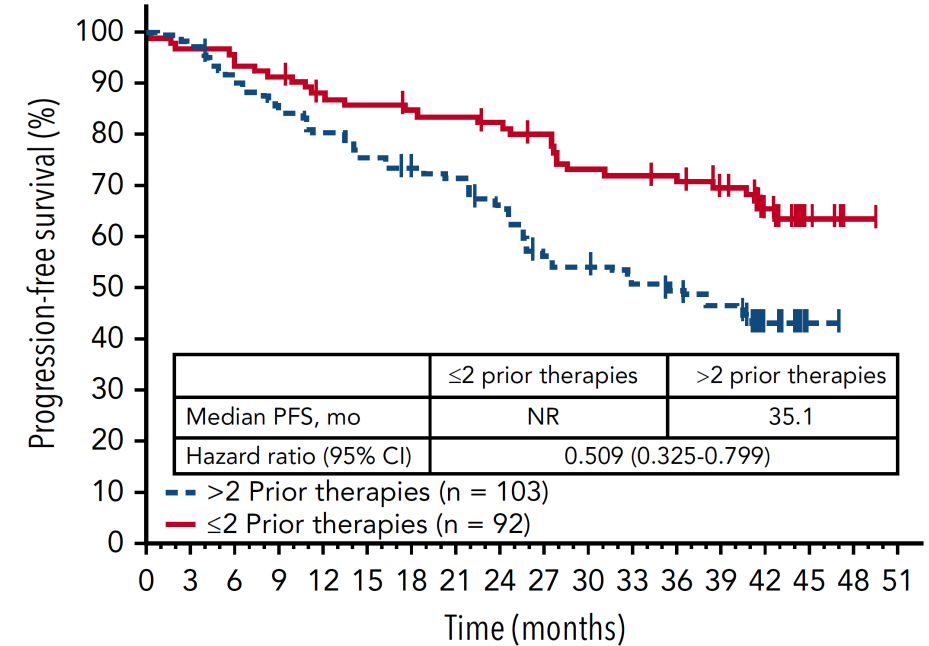 Progression-free survival (%)
100
90
80
70
60
50
40
30
20
10
0
≤2 prior therapies >2 prior therapies
Median PFS, mo NR 35.1
Hazard ratio (95% CI) 0.509 (0.325-0.799)
>2 Prior therapies (n = 103)
≤2 Prior therapies (n = 92)
0 3 6 9 12 15 18 21 24 27 30 33 36 39 42 45 48 51
Time (months)